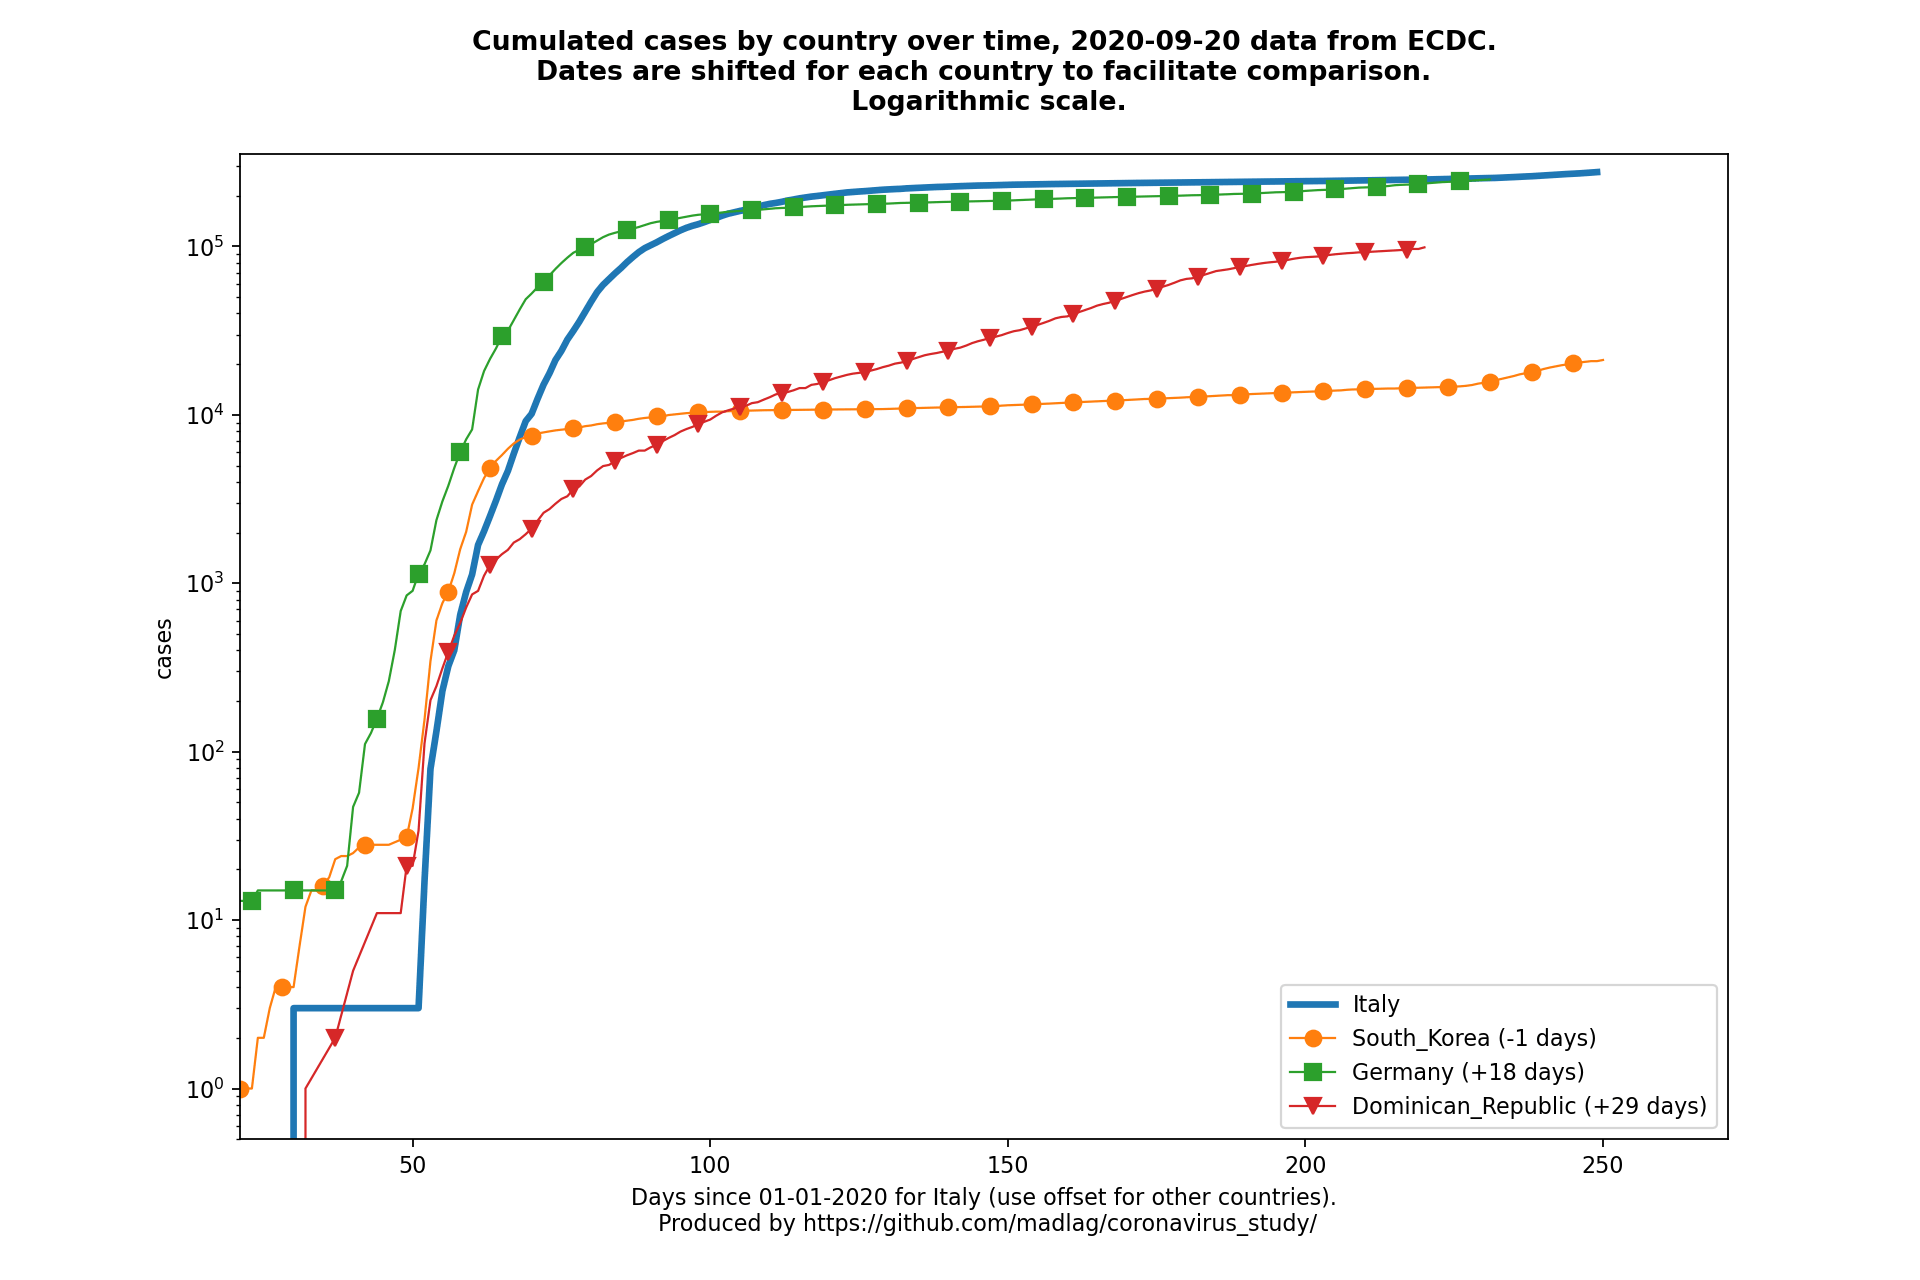 Cumulated cases by country over time, 2020-09-20 data from ECDC.
Dates are shifted for each country to facilitate comparison.
Logarithmic scale.
cases
10^5
10^4
10^3
10^2
10^1
10^0
50 100 150 200 250
Italy
South_Korea (-1 days)
Germany (+18 days)
Dominican_Republic (+29 days)
Days since 01-01-2020 for Italy (use offset for other countries).
Produced by https://github.com/madlag/coronavirus_study/